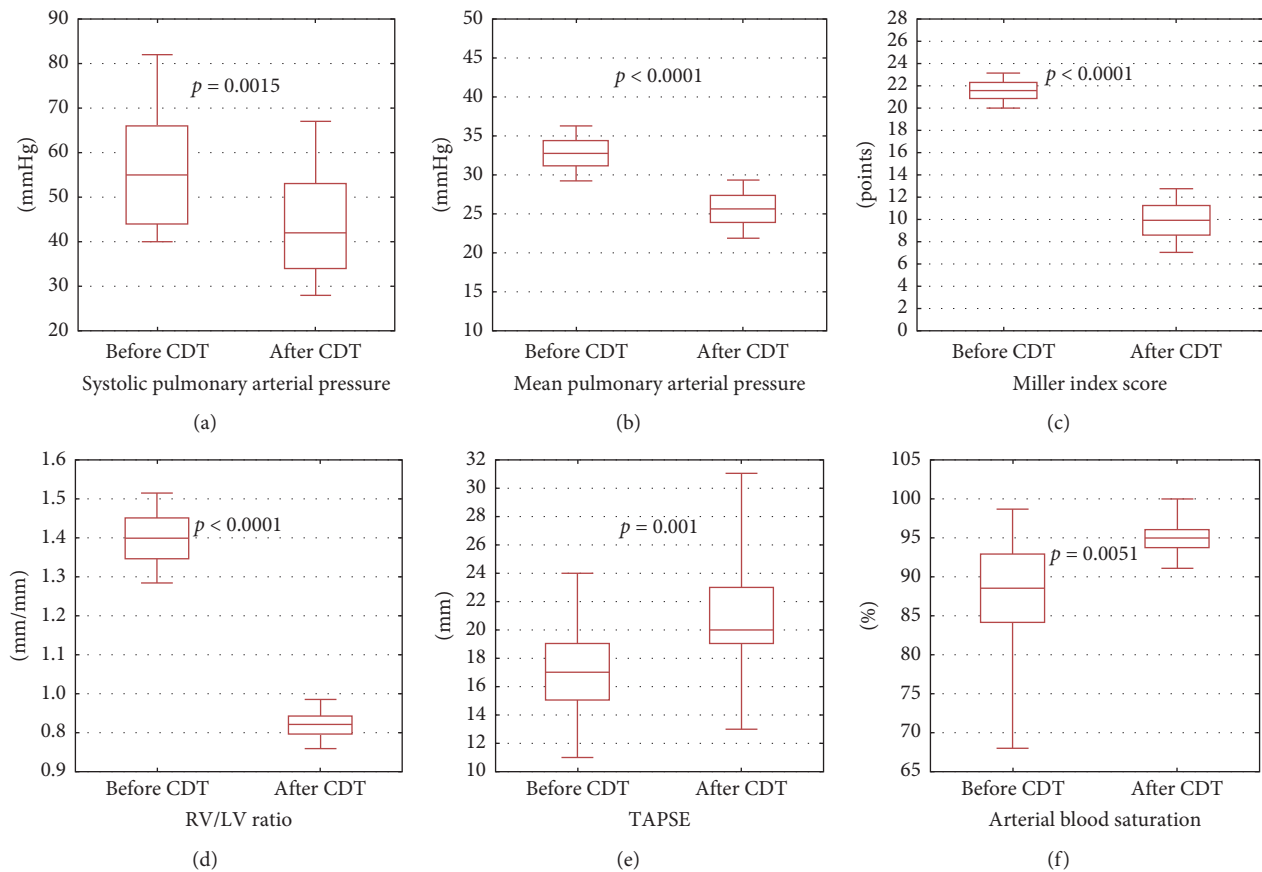 90
80
70
60
50
40
30
20
(mmHg)
p = 0.0015
Before CDT After CDT
Systolic pulmonary arterial pressure
(a)
50
45
40
35
30
25
20
15
10
(mmHg)
p < 0.0001
Before CDT After CDT
Mean pulmonary arterial pressure
(b)
28
26
24
22
20
18
16
14
12
10
8
6
4
2
0
(points)
p < 0.0001
Before CDT After CDT
Miller index score
(c)
1.6
1.5
1.4
1.3
1.2
1.1
1.0
0.8
0.9
(mm/mm)
p < 0.0001
Before CDT After CDT
RV/LV ratio
(d)
32
30
28
26
24
22
20
18
16
14
12
10
(mm)
p = 0.001
Before CDT After CDT
TAPSE
(e)
105
100
95
90
85
80
75
70
65
(%)
p = 0.0051
Before CDT After CDT
Arterial blood saturation
(f)